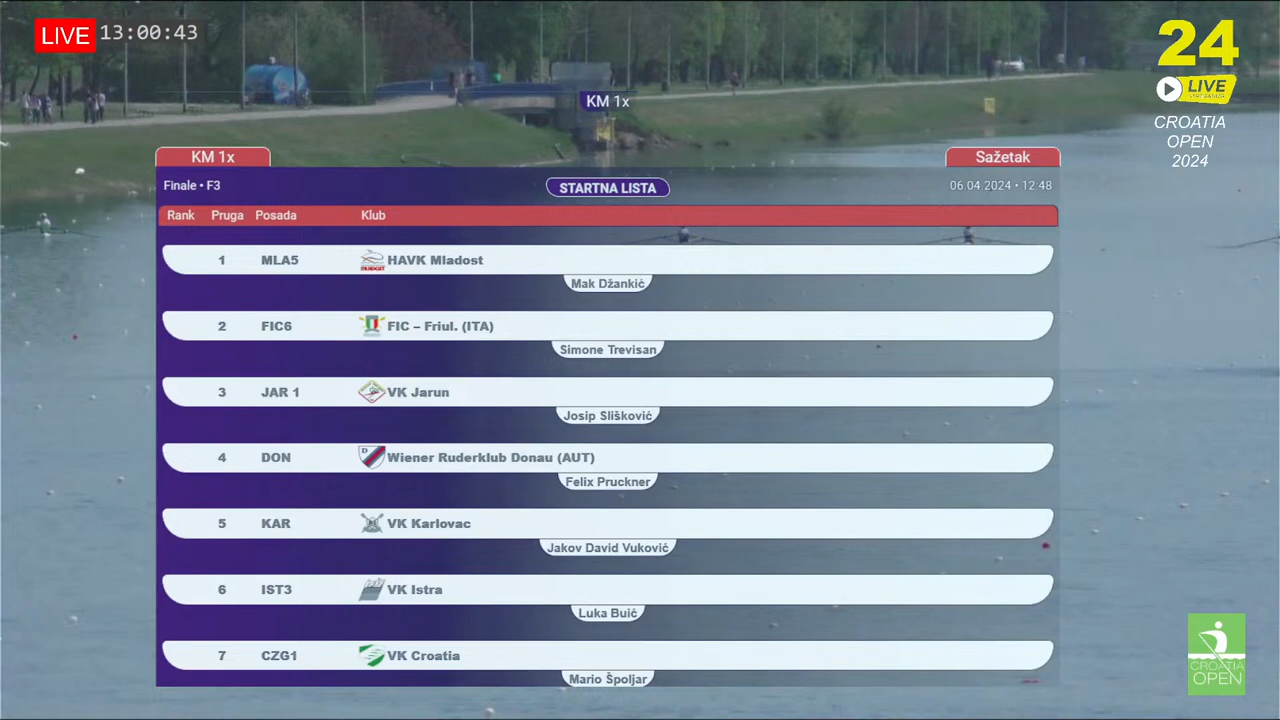 LIVE 13:00:43
24
LIVE
CROATIA
OPEN
2024
KM 1x
KM 1x
Sažetak
Finale • F3
STARTNA LISTA
06.04.2024 • 12:48
Rank Pruga Posada Klub
1 MLA5 HAVK Mladost
Mak Džankić
2 FIC6 FIC – Friul. (ITA)
Simone Trevisan
3 JAR 1 VK Jarun
Josip Slišković
4 DON Wiener Ruderklub Donau (AUT)
Felix Pruckner
5 KAR VK Karlovac
Jakov David Vuković
6 IST3 VK Istra
Luka Buić
7 CZG1 VK Croatia
Mario Špoljar
CROATIA
OPEN